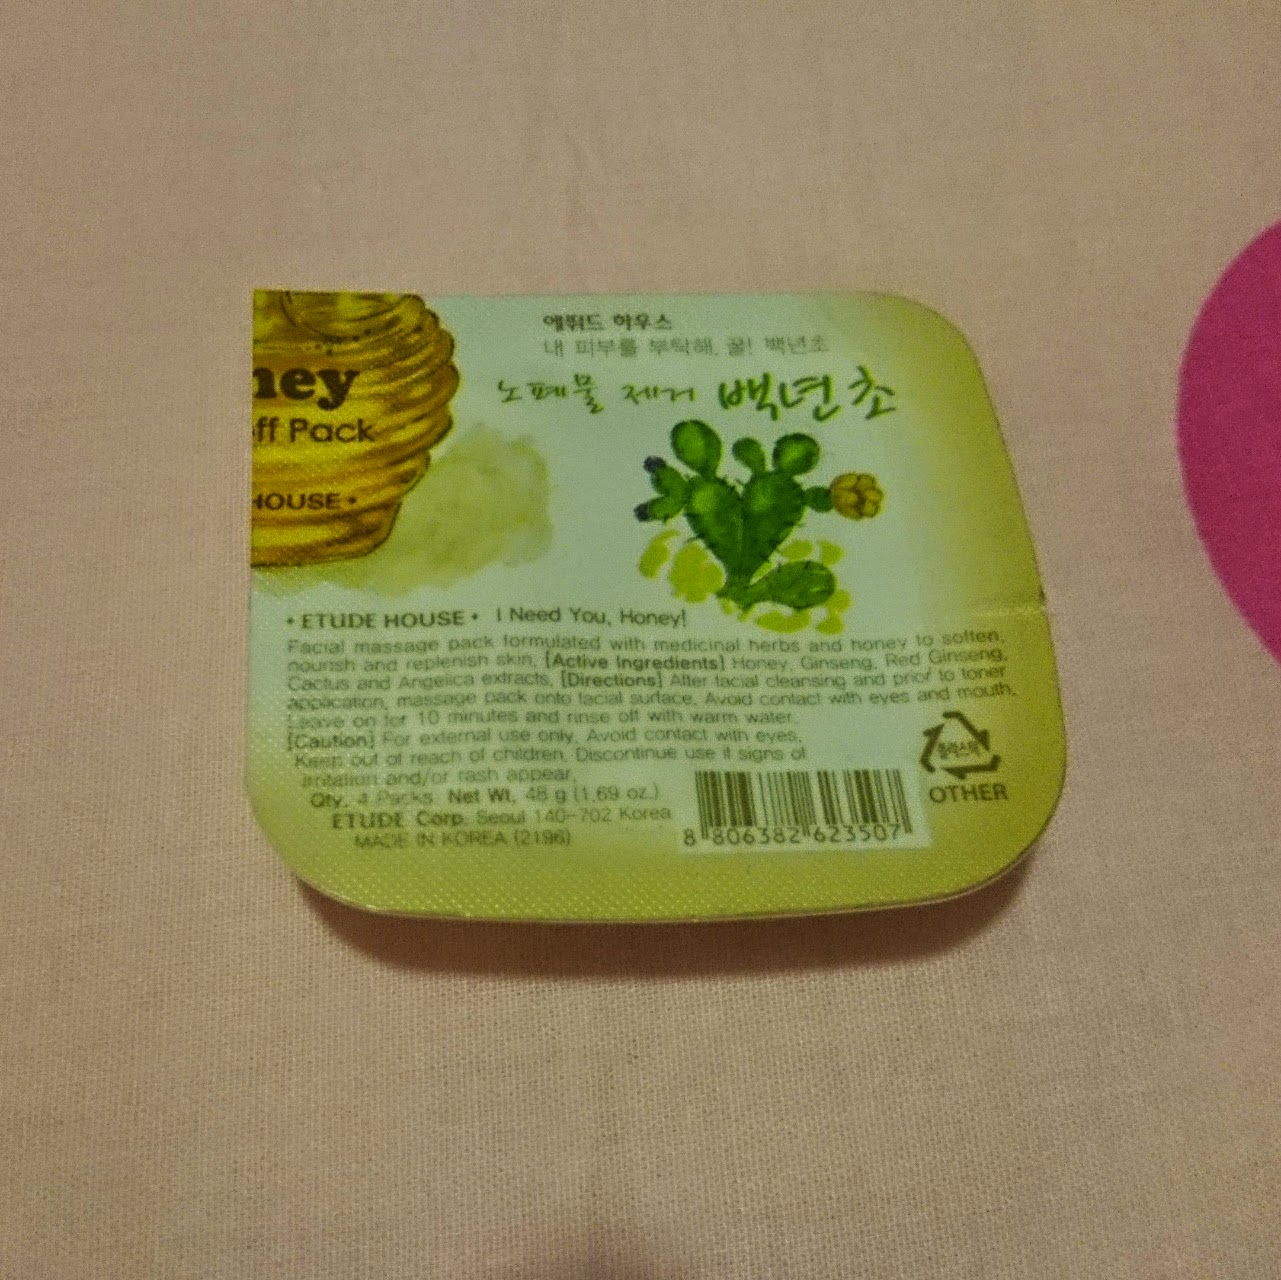 ney
ff Pack
HOUSE •
에뛰드 하우스
내 피부를 부탁해, 꿀! 백년초
노폐물 제거 백년초
• ETUDE HOUSE • I Need You, Honey!
Facial massage pack formulated with medicinal herbs and honey to soften,
nourish and replenish skin. [Active Ingredients] Honey, Ginseng, Red Ginseng,
Cactus and Angelica extracts. [Directions] After facial cleansing and prior to toner
application, massage pack onto facial surface. Avoid contact with eyes and mouth.
Leave on for 10 minutes and rinse off with warm water.
[Caution] For external use only. Avoid contact with eyes.
Keep out of reach of children. Discontinue use if signs of
irritation and/or rash appear.
Qty. 4 Packs Net Wt. 48 g (1.69 oz.)
ETUDE Corp. Seoul 140-702 Korea
MADE IN KOREA (2196)
8 806382 623507
플라스틱
OTHER